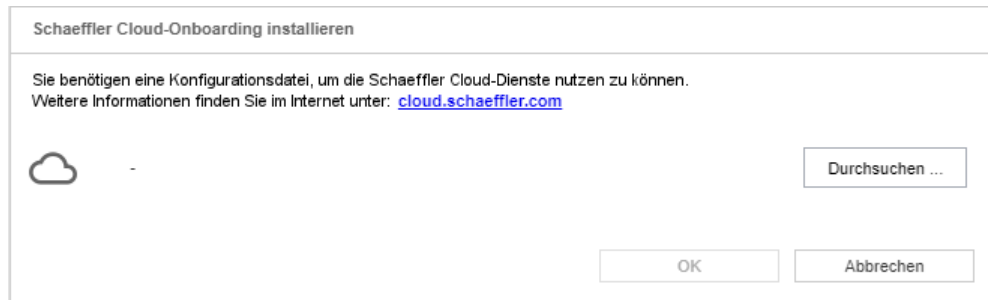 Schaeffler Cloud-Onboarding installieren
Sie benötigen eine Konfigurationsdatei, um die Schaeffler Cloud-Dienste nutzen zu können.
Weitere Informationen finden Sie im Internet unter: cloud.schaeffler.com
-
Durchsuchen ...
OK
Abbrechen